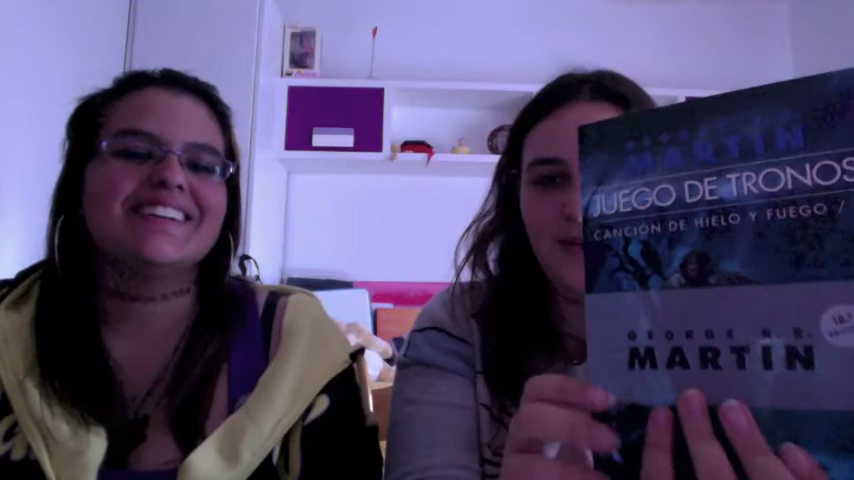 MARTIN
JUEGO DE TRONOS
CANCIÓN DE HIELO Y FUEGO /
GEORGE R. R.
MARTIN